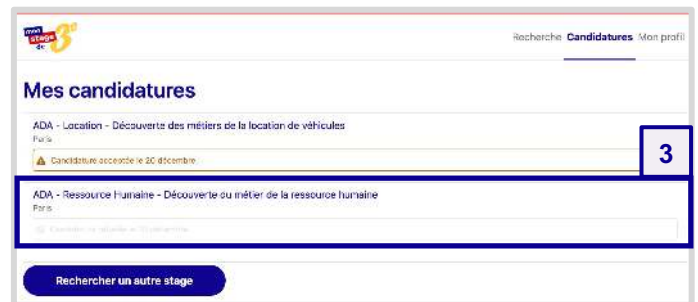 mon
stage
de 3e
Recherche Candidatures Mon profil
Mes candidatures
ADA - Location - Découverte des métiers de la location de véhicules
Paris
Candidature acceptée le 20 décembre
3
ADA - Ressource Humaine - Découverte du métier de la ressource humaine
Paris
Rechercher un autre stage